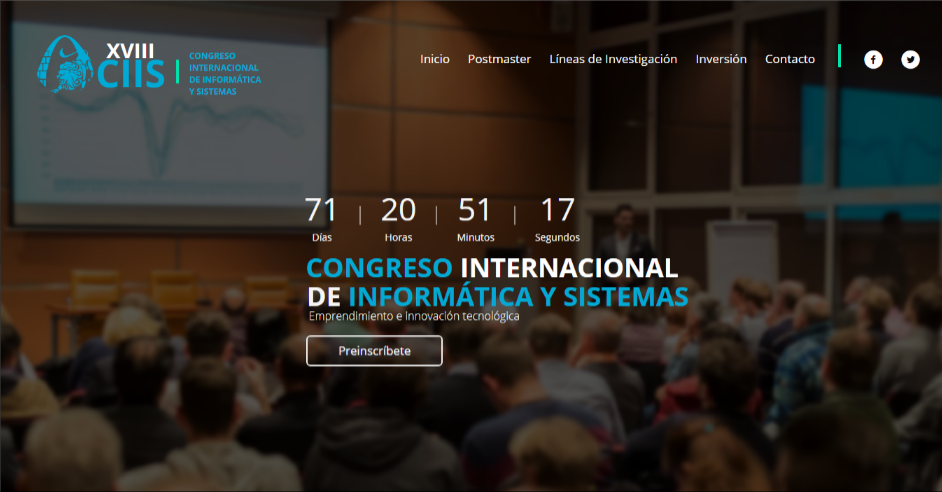 XVIII
CIIS
CONGRESO
INTERNACIONAL
DE INFORMÁTICA
Y SISTEMAS
Inicio Postmaster Líneas de Investigación Inversión Contacto
71 | 20 | 51 | 17
Días Horas Minutos Segundos
CONGRESO INTERNACIONAL
DE INFORMÁTICA Y SISTEMAS
Emprendimiento e innovación tecnológica
Preinscríbete